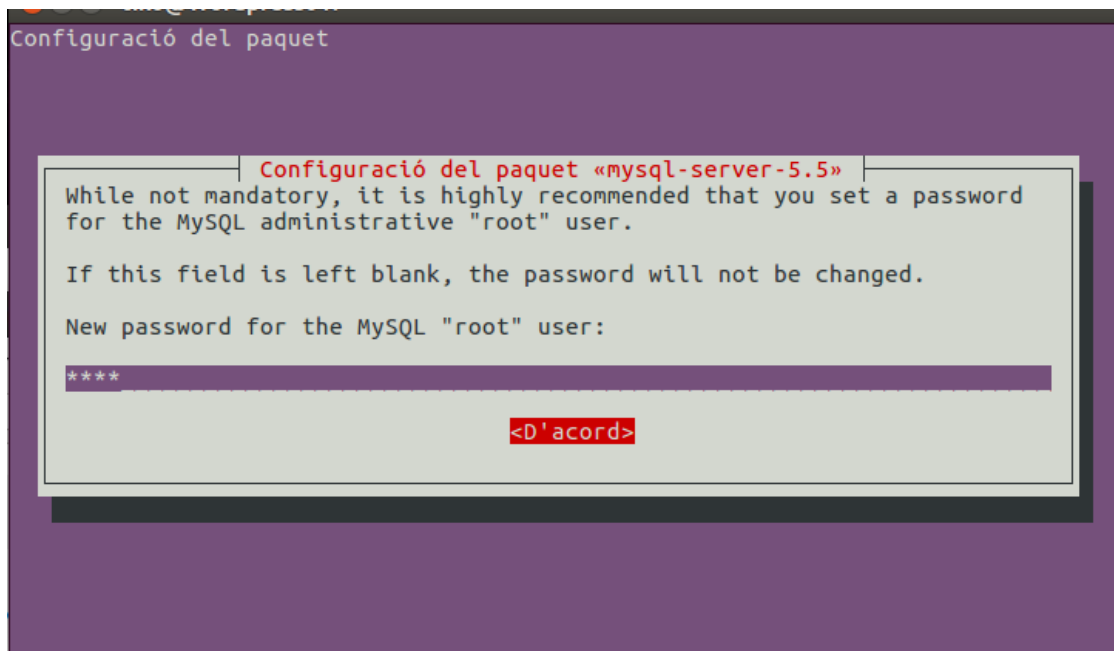 Configuració del paquet
Configuració del paquet «mysql-server-5.5»
While not mandatory, it is highly recommended that you set a password
for the MySQL administrative "root" user.
If this field is left blank, the password will not be changed.
New password for the MySQL "root" user:
****
<D'acord>